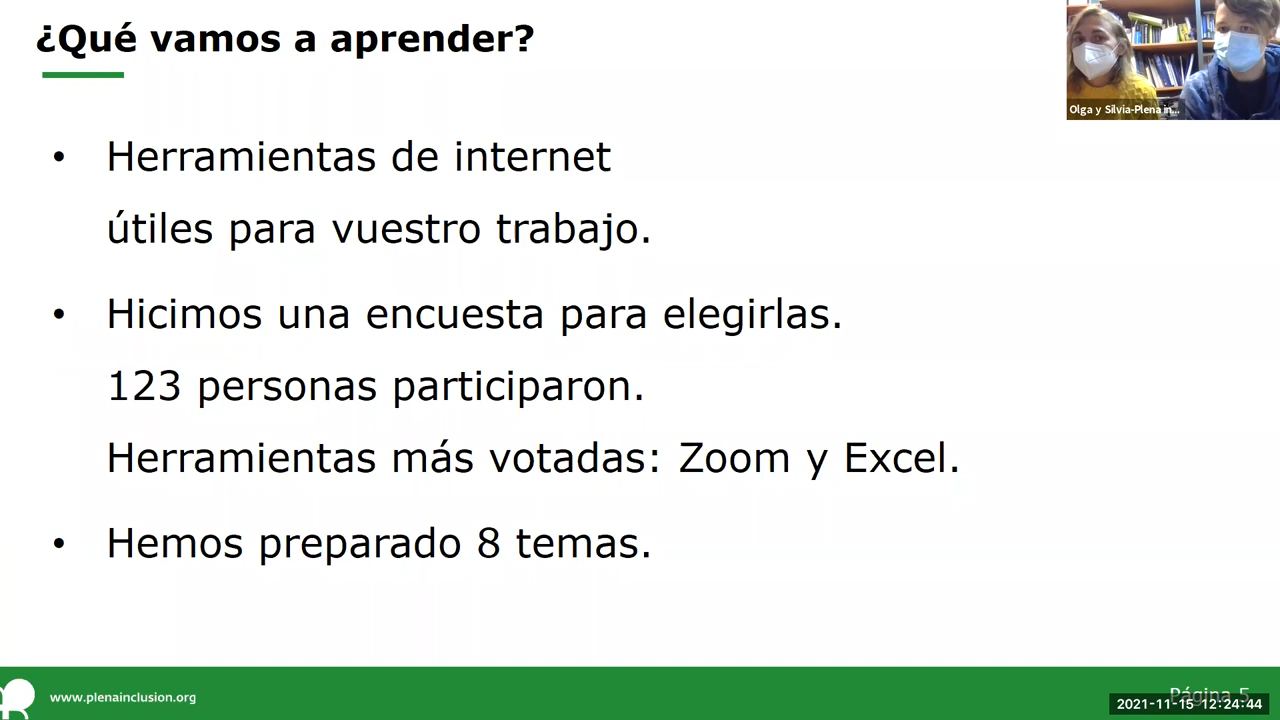 ¿Qué vamos a aprender?
Olga y Silvia-Plena in...
• Herramientas de internet
útiles para vuestro trabajo.
• Hicimos una encuesta para elegirlas.
123 personas participaron.
Herramientas más votadas: Zoom y Excel.
• Hemos preparado 8 temas.
www.plenainclusion.org
Página 5
2021-11-15 12:24:44